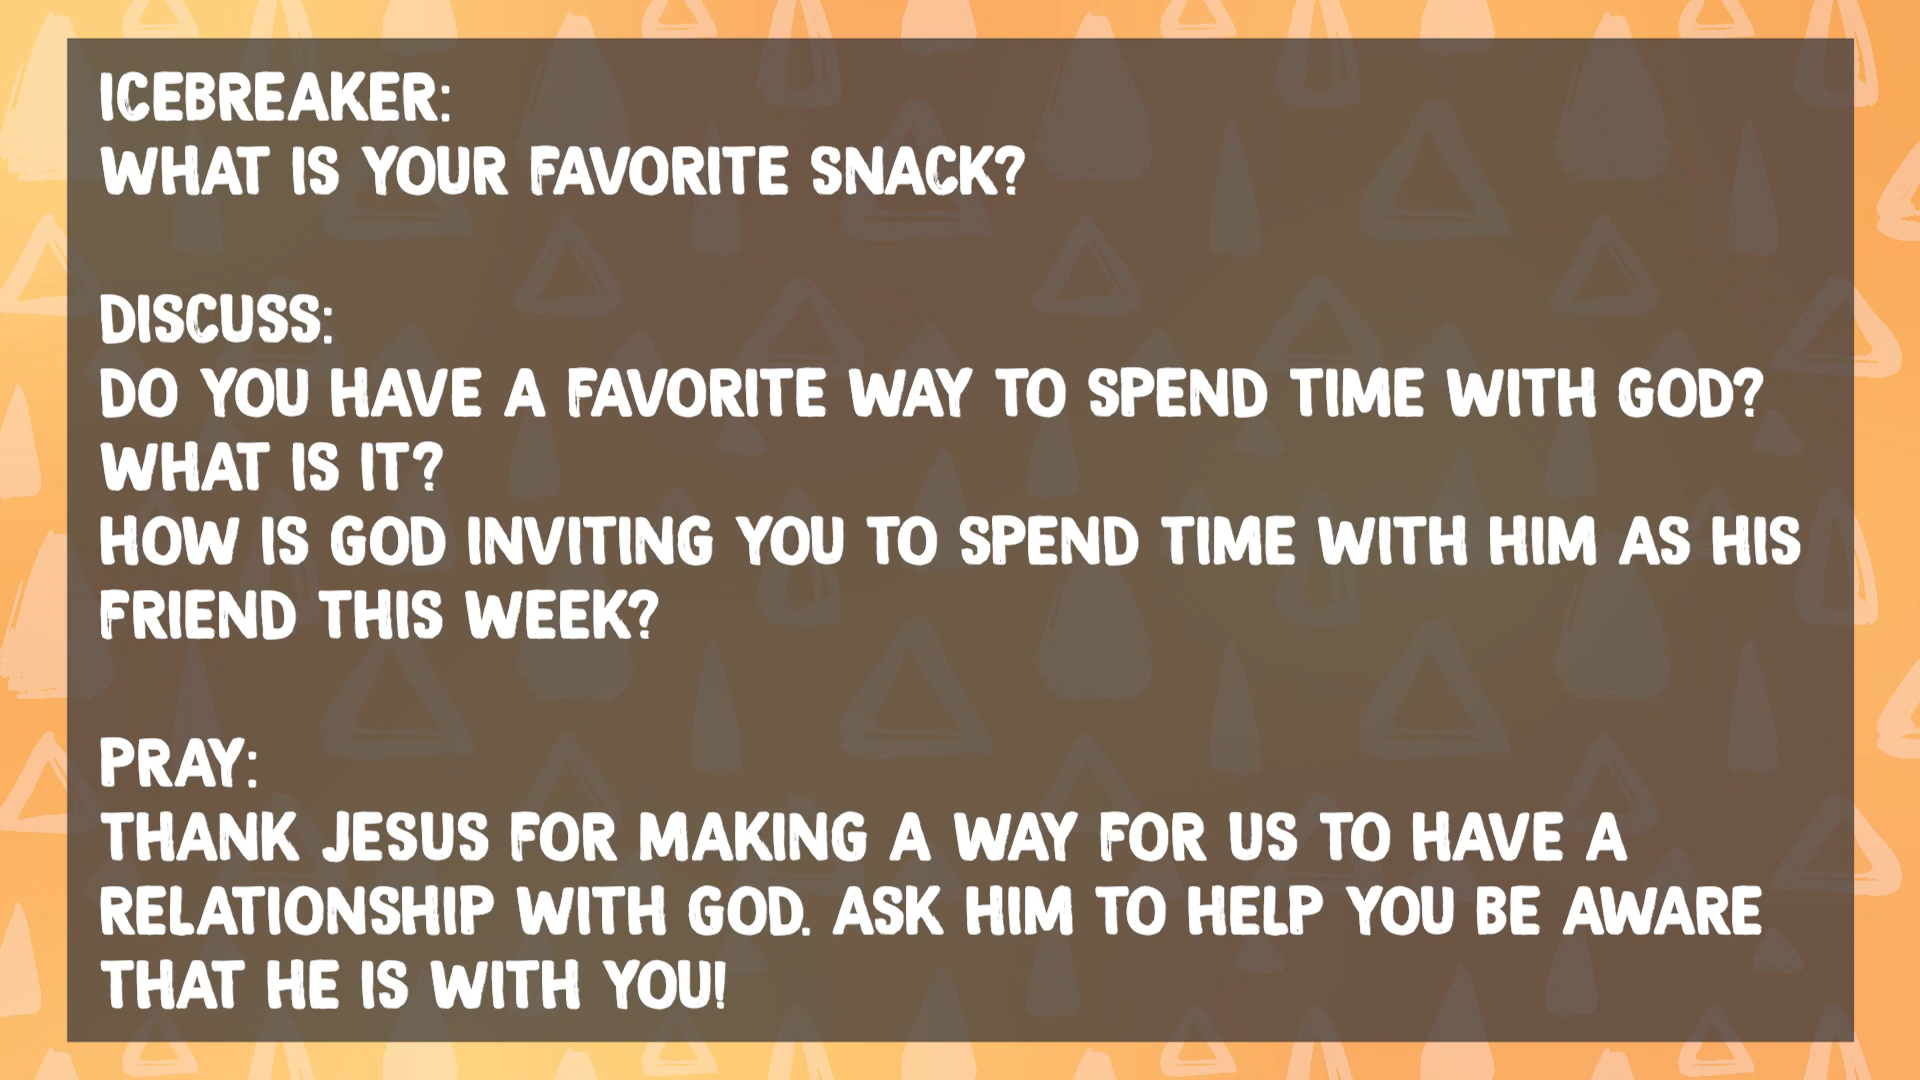 ICEBREAKER:
WHAT IS YOUR FAVORITE SNACK?
DISCUSS:
DO YOU HAVE A FAVORITE WAY TO SPEND TIME WITH GOD?
WHAT IS IT?
HOW IS GOD INVITING YOU TO SPEND TIME WITH HIM AS HIS
FRIEND THIS WEEK?
PRAY:
THANK JESUS FOR MAKING A WAY FOR US TO HAVE A
RELATIONSHIP WITH GOD. ASK HIM TO HELP YOU BE AWARE
THAT HE IS WITH YOU!